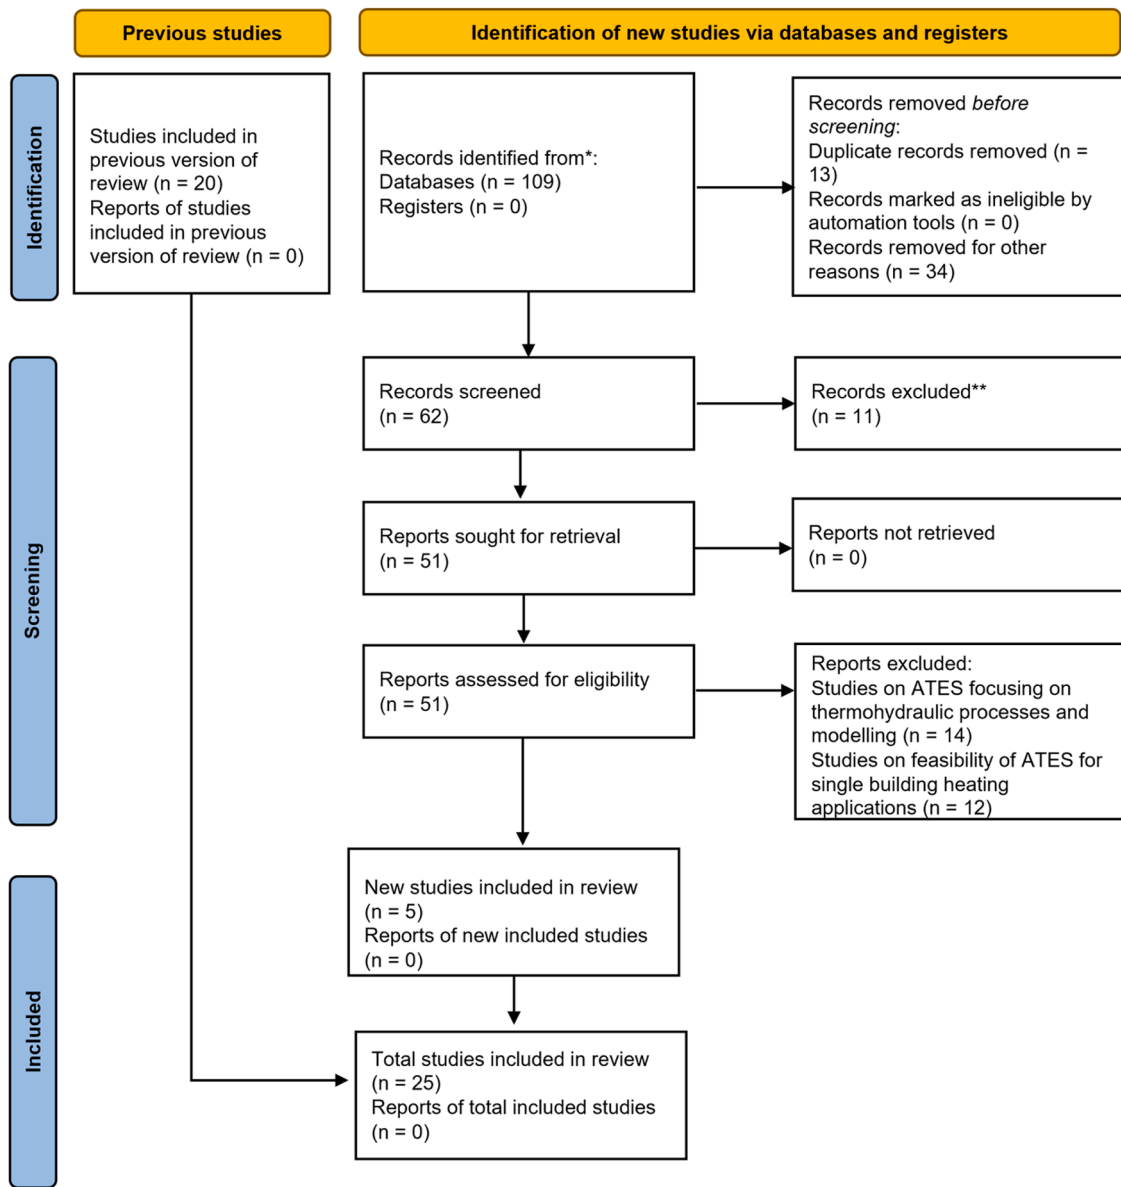 Previous studies
Identification of new studies via databases and registers
Identification
Studies included in
previous version of
review (n = 20)
Reports of studies
included in previous
version of review (n = 0)
Records identified from*:
Databases (n = 109)
Registers (n = 0)
Records removed before
screening:
Duplicate records removed (n =
13)
Records marked as ineligible by
automation tools (n = 0)
Records removed for other
reasons (n = 34)
Screening
Records screened
(n = 62)
Records excluded**
(n = 11)
Reports sought for retrieval
(n = 51)
Reports not retrieved
(n = 0)
Reports assessed for eligibility
(n = 51)
Reports excluded:
Studies on ATES focusing on
thermohydraulic processes and
modelling (n = 14)
Studies on feasibility of ATES for
single building heating
applications (n = 12)
Included
New studies included in review
(n = 5)
Reports of new included studies
(n = 0)
Total studies included in review
(n = 25)
Reports of total included studies
(n = 0)